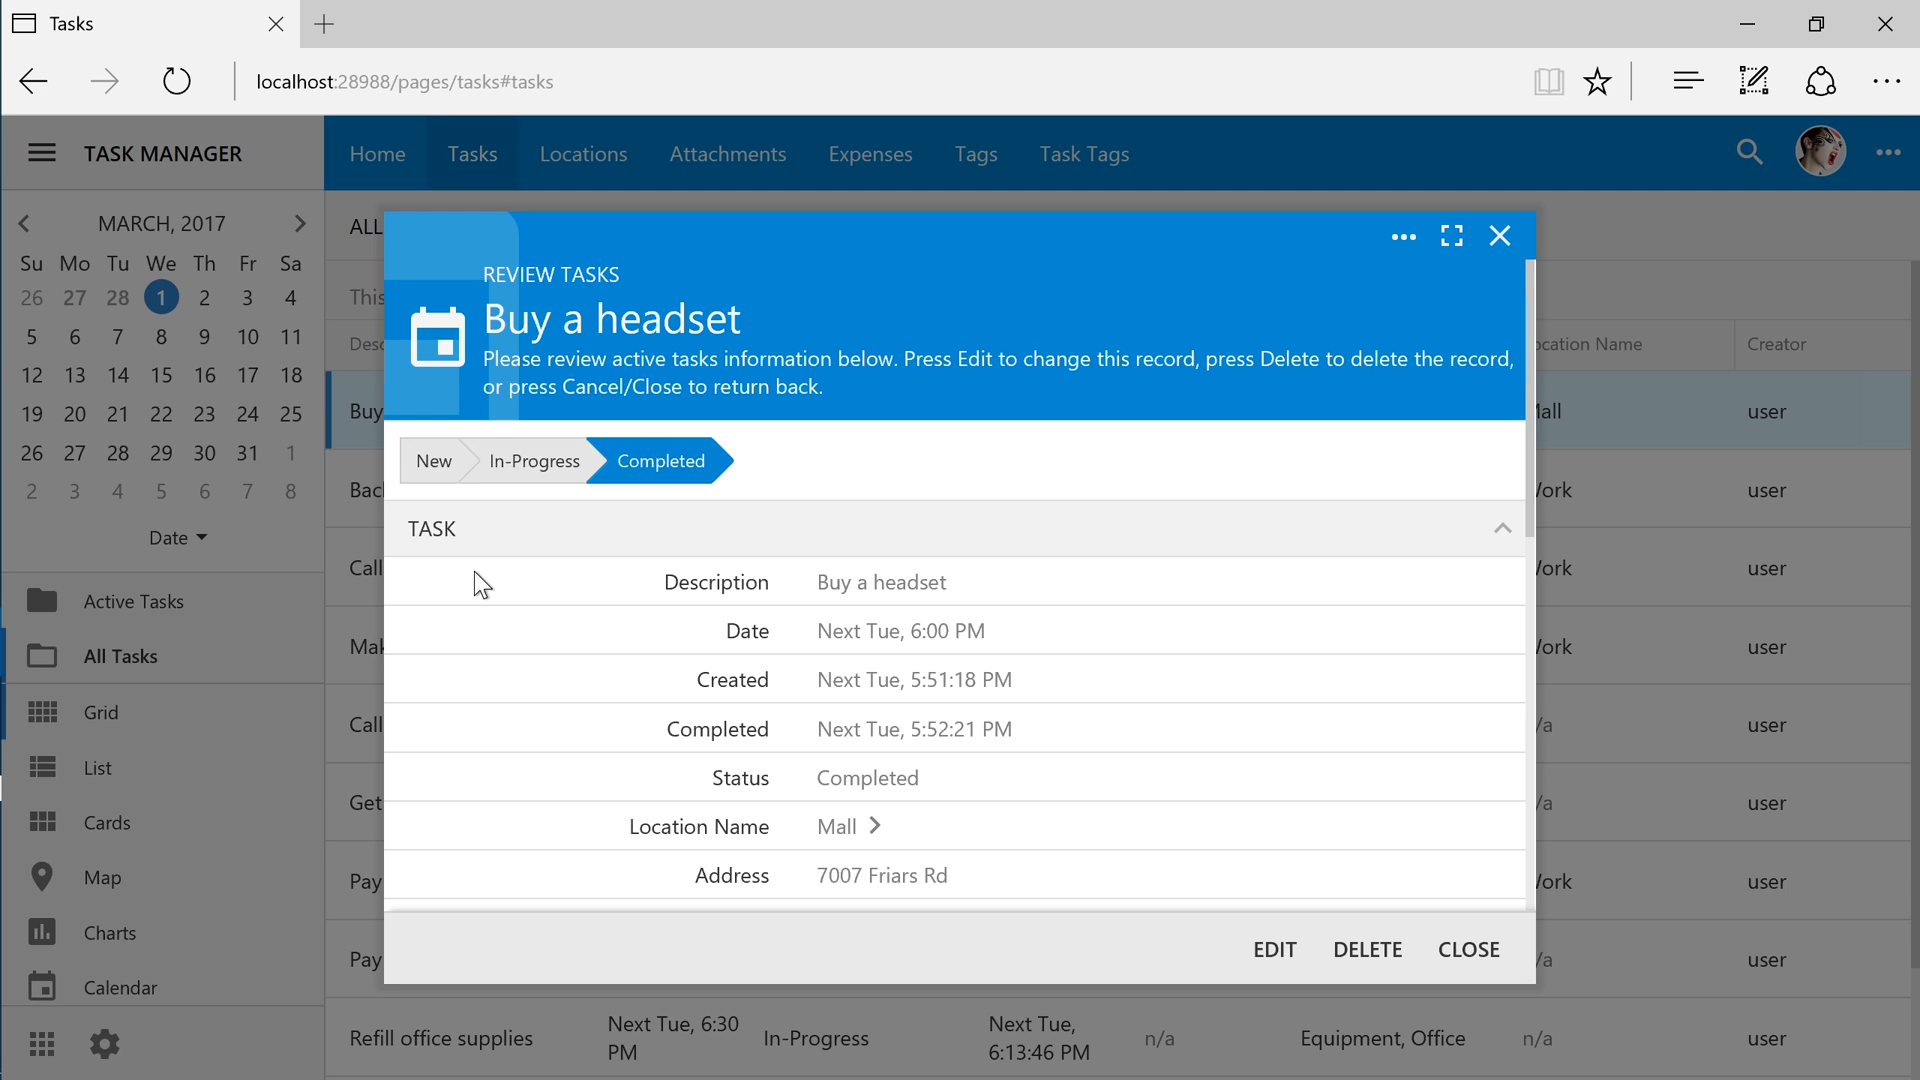 Tasks
localhost:28988/pages/tasks#tasks
TASK MANAGER
Home Tasks Locations Attachments Expenses Tags Task Tags
MARCH, 2017
Su Mo Tu We Th Fr Sa
26 27 28 1 2 3 4
5 6 7 8 9 10 11
12 13 14 15 16 17 18
19 20 21 22 23 24 25
26 27 28 29 30 31 1
2 3 4 5 6 7 8
Date
Active Tasks
All Tasks
Grid
List
Cards
Map
Charts
Calendar
ALL
This
REVIEW TASKS
Buy a headset
Please review active tasks information below. Press Edit to change this record, press Delete to delete the record,
or press Cancel/Close to return back.
New In-Progress Completed
TASK
Description Buy a headset
Date Next Tue, 6:00 PM
Created Next Tue, 5:51:18 PM
Completed Next Tue, 5:52:21 PM
Status Completed
Location Name Mall
Address 7007 Friars Rd
EDIT DELETE CLOSE
Name Creator
Buy user
user
Call user
user
Call user
Get user
Pay user
Pay user
Refill office supplies Next Tue, 6:30 PM In-Progress Next Tue, 6:13:46 PM n/a Equipment, Office n/a user